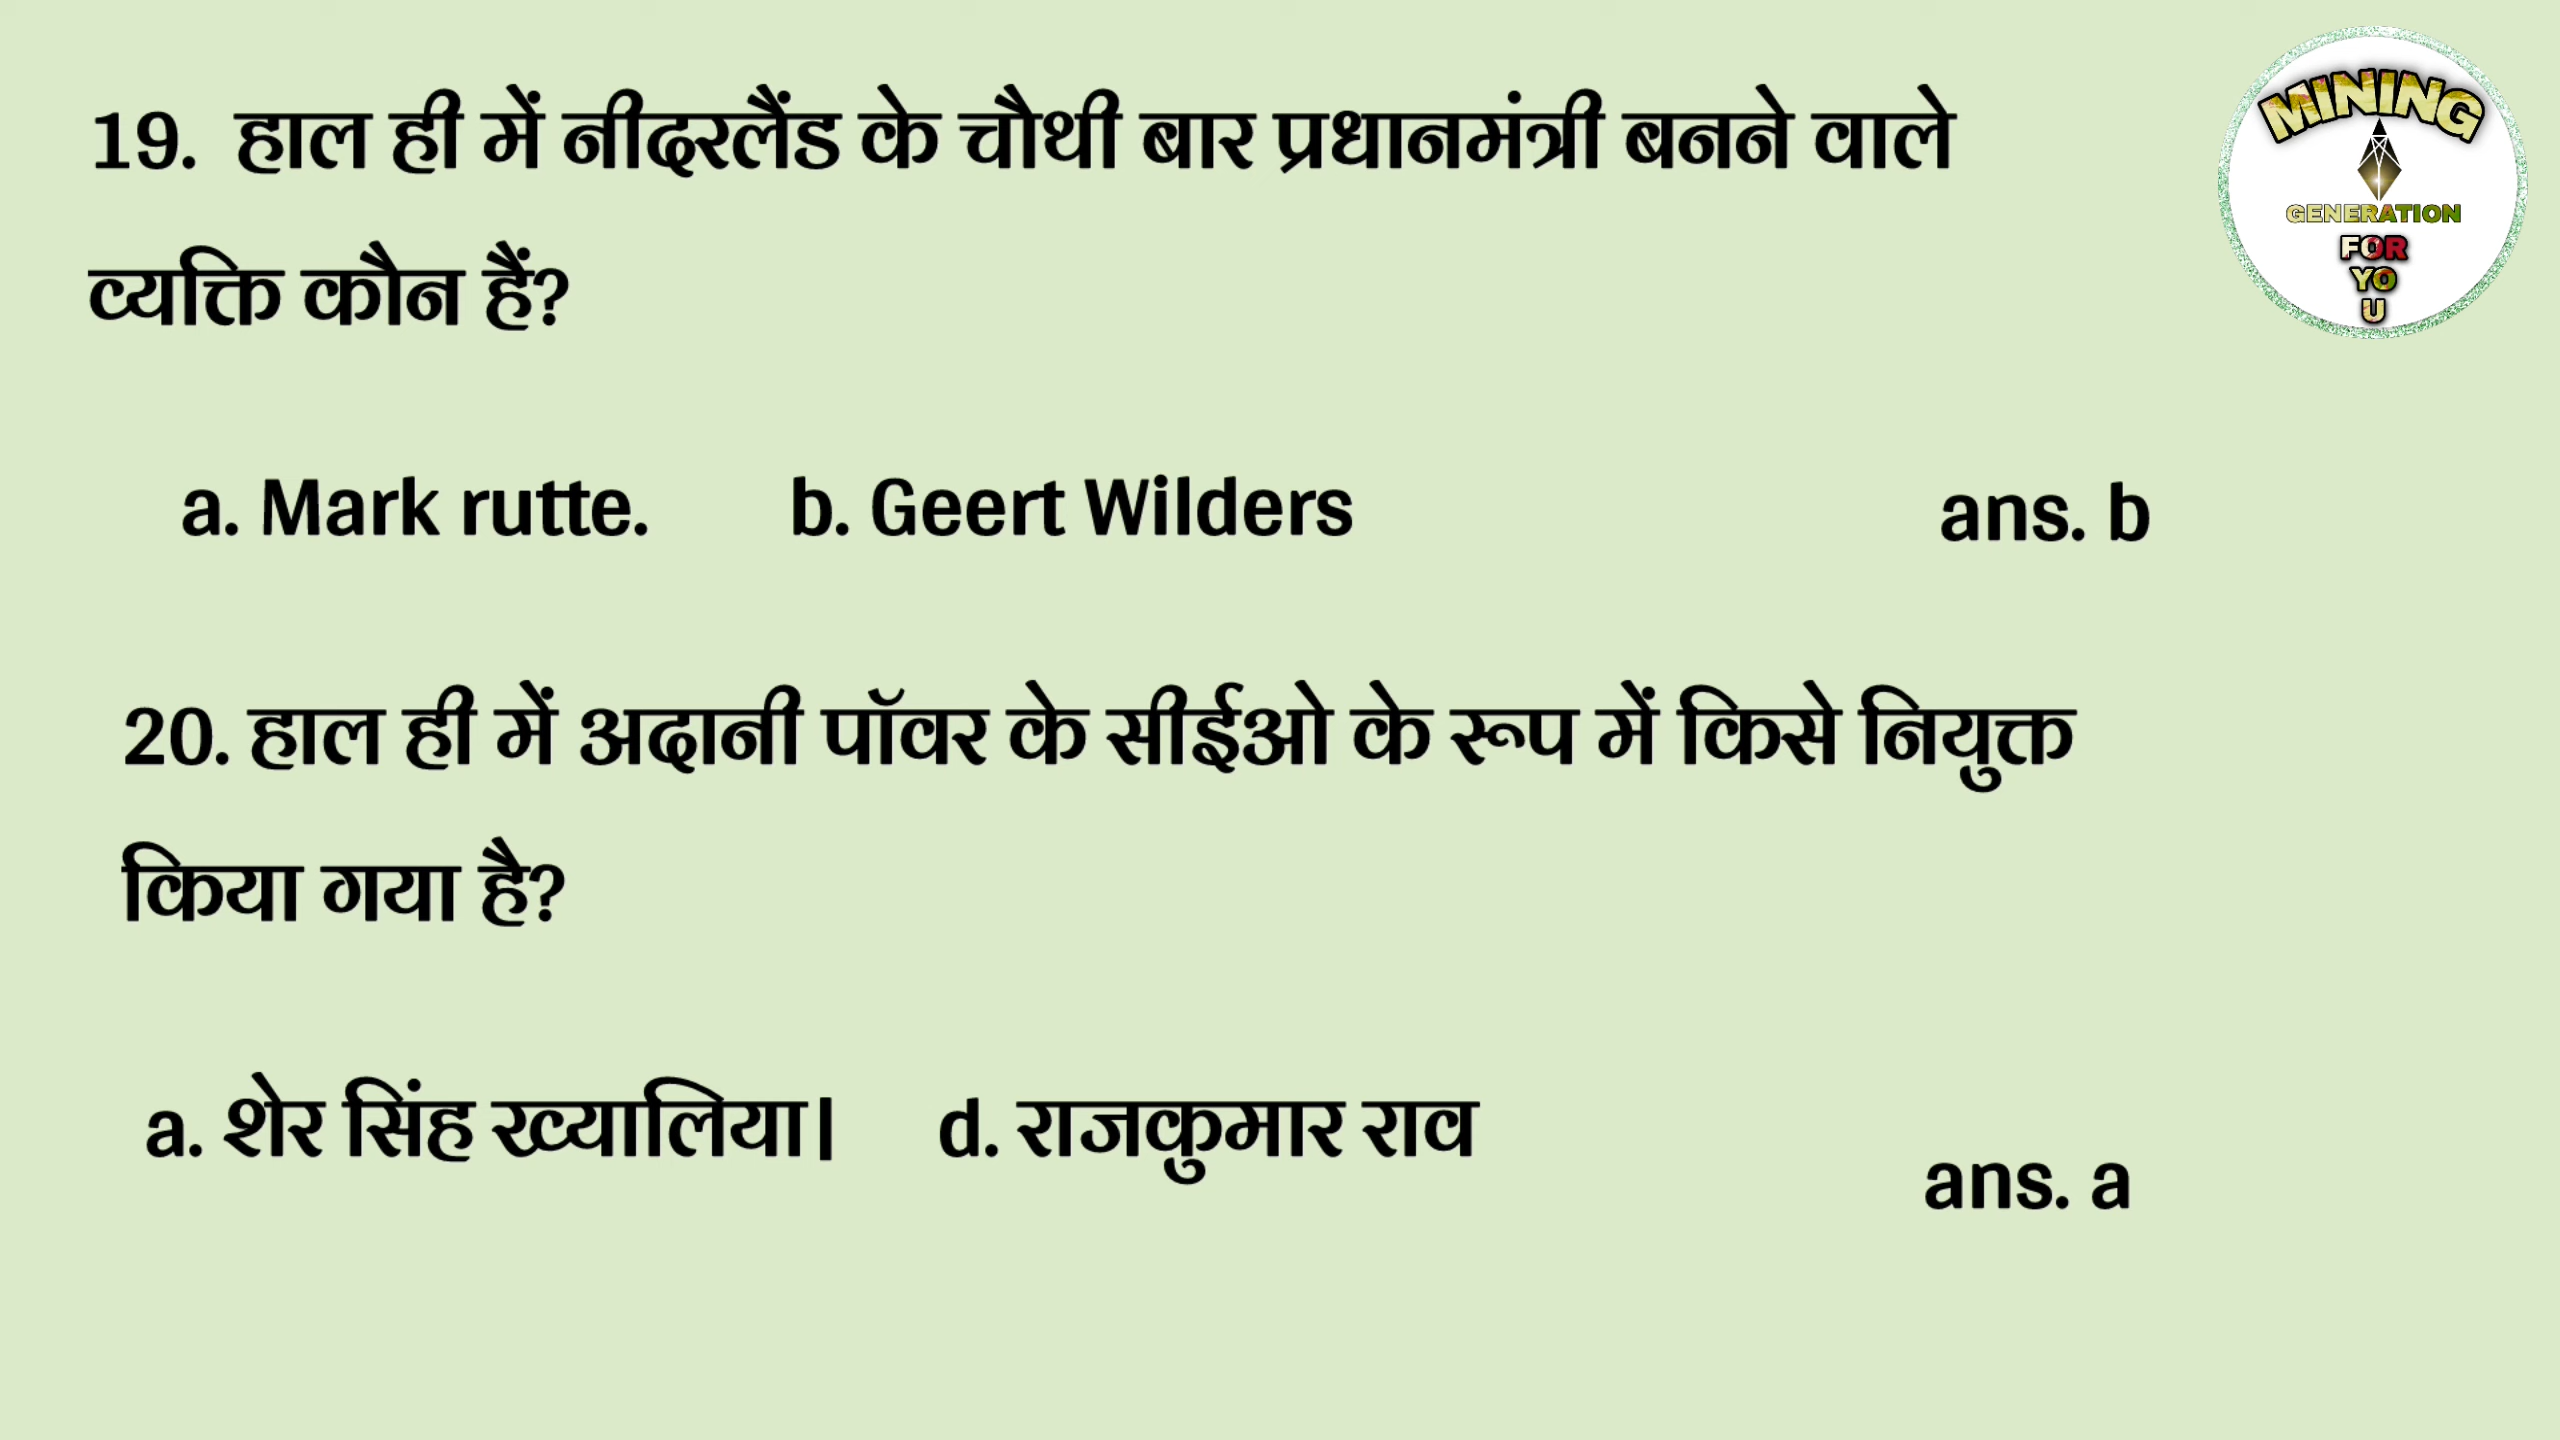 19. हाल ही में नीदरलैंड के चौथी बार प्रधानमंत्री बनने वाले
व्यक्ति कौन हैं?
a. Mark rutte. b. Geert Wilders ans. b
20. हाल ही में अदानी पॉवर के सीईओ के रूप में किसे नियुक्त
किया गया है?
a. शेर सिंह ख्यालिया। d. राजकुमार राव
ans. a
MINING
GENERATION
FOR
YO
U